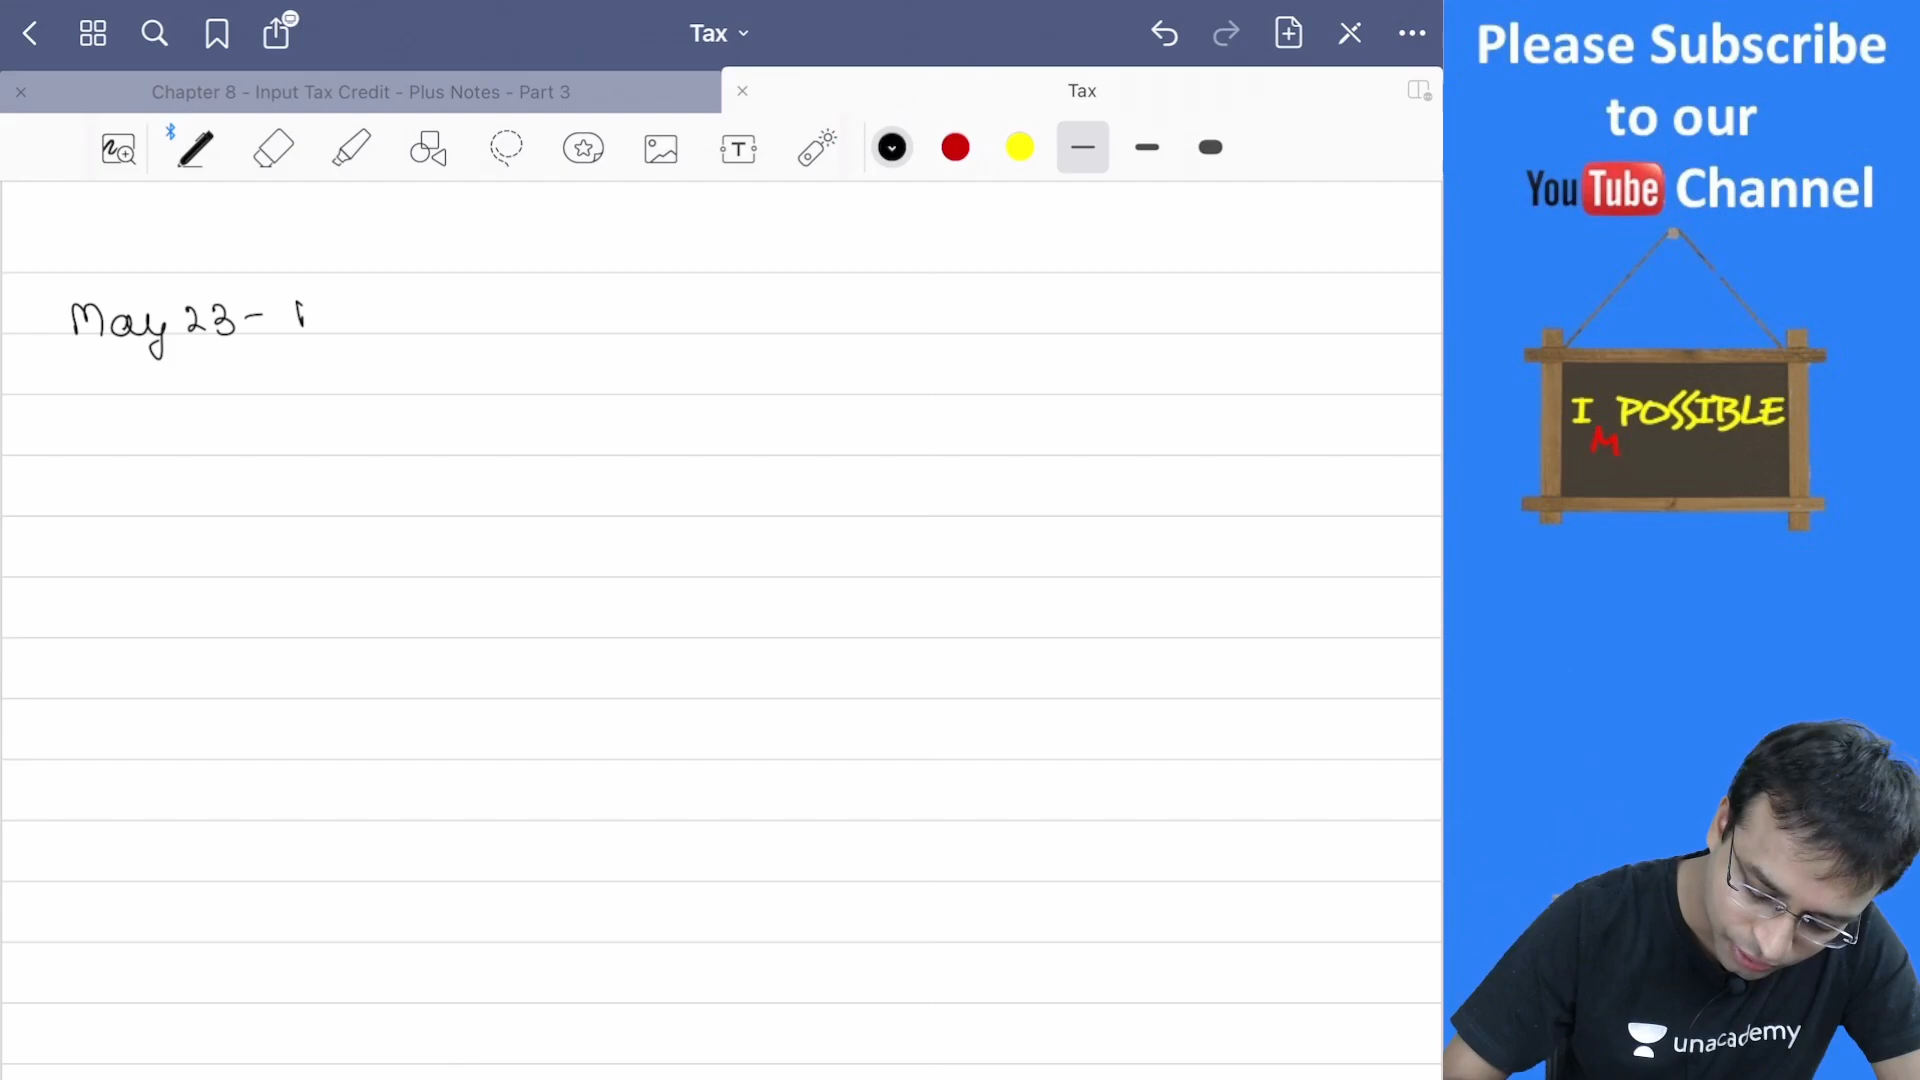 Tax
Chapter 8 - Input Tax Credit - Plus Notes - Part 3
Tax
T
May 23 -
Please Subscribe
to our
YouTube Channel
I POSSIBLE
M
unacademy